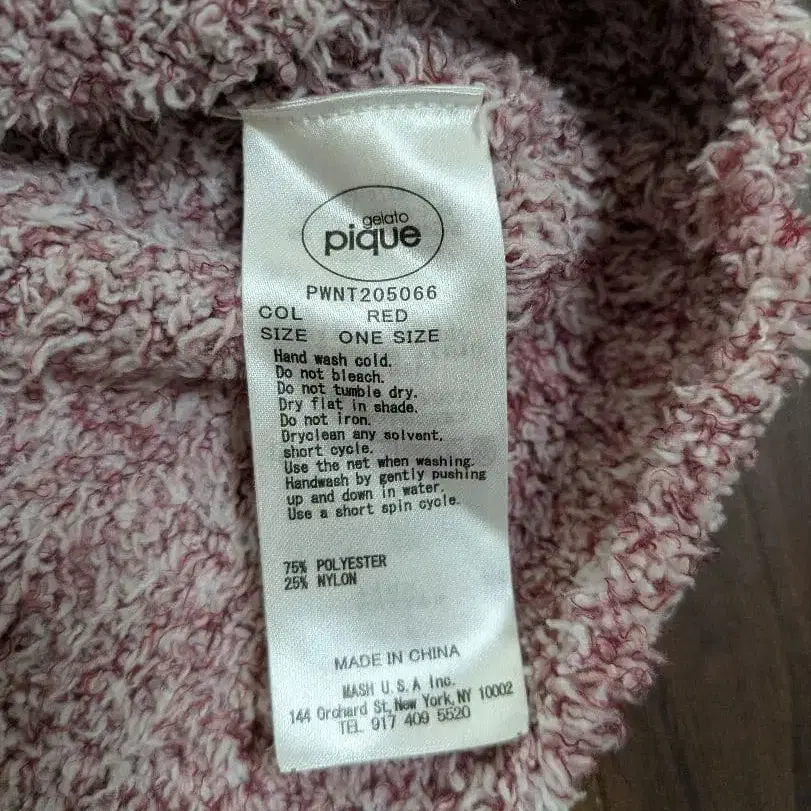 gelato
pique
PWNT205066
COL RED
SIZE ONE SIZE
Hand wash cold.
Do not bleach.
Do not tumble dry.
Dry flat in shade.
Do not iron.
Dryclean any solvent,
short cycle.
Use the net when washing.
Handwash by gently pushing
up and down in water,
Use a short spin cycle.
75% POLYESTER
25% NYLON
MADE IN CHINA
MASH U.S.A Inc.
144 Orchard St, New York, NY 10002
TEL 917 409 5520